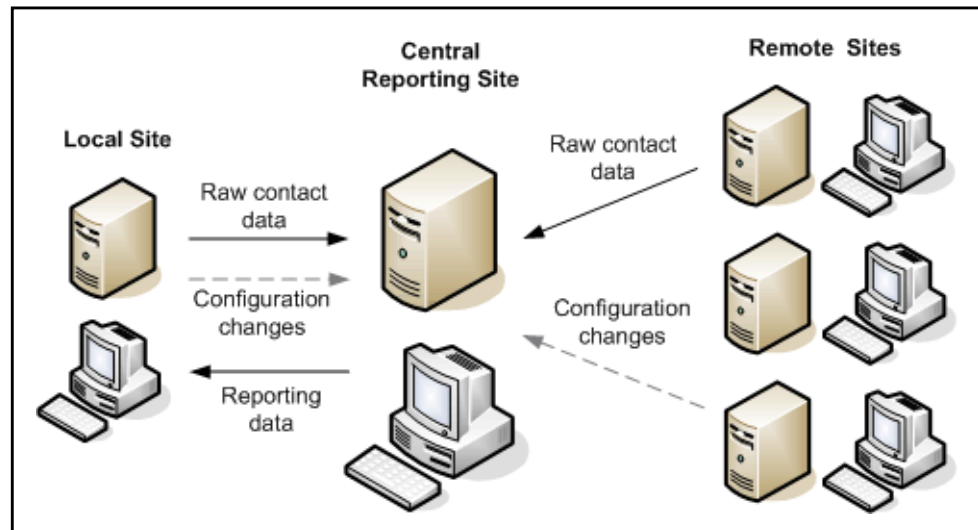 Central
Reporting Site
Remote Sites
Local Site
Raw contact
data
Raw contact
data
Configuration
changes
Configuration
changes
Reporting
data